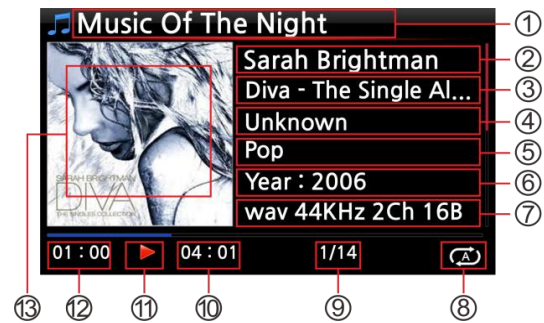 Music Of The Night
①
Sarah Brightman
②
Diva - The Single Al...
③
Unknown
④
Pop
⑤
Year : 2006
⑥
wav 44KHz 2Ch 16B
⑦
SARAH BRIGHTMAN
DIVA
THE SINGLES COLLECTION
01 : 00
04 : 01
1/14
A
⑬ ⑫ ⑪ ⑩ ⑨ ⑧